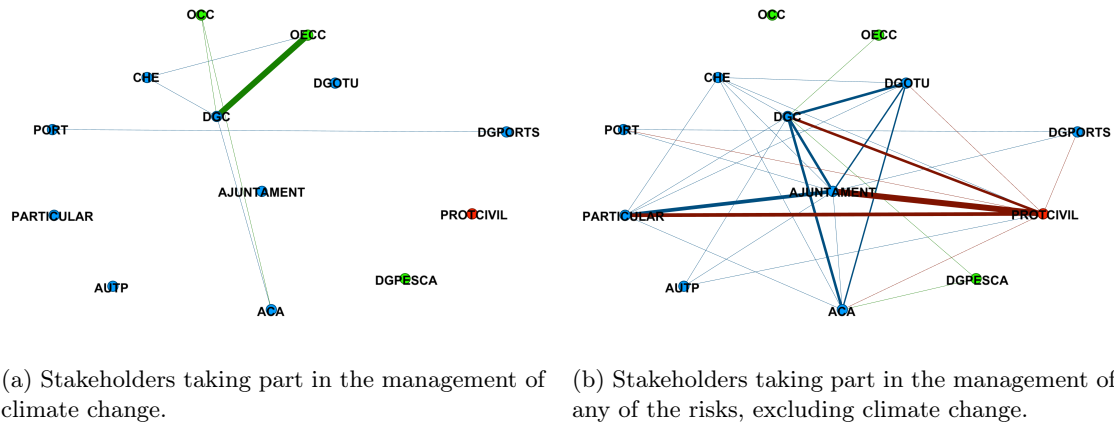 OCC
OECC
CHE
DGOTU
DGC
PORT
DGPORTS
AJUNTAMENT
PARTICULAR
PROTCIVIL
DGPESCA
AUTP
ACA
(a) Stakeholders taking part in the management of
climate change.
OCC
OECC
CHE
DGOTU
DGC
PORT
DGPORTS
AJUNTAMENT
PARTICULAR
PROTCIVIL
DGPESCA
AUTP
ACA
(b) Stakeholders taking part in the management of
any of the risks, excluding climate change.